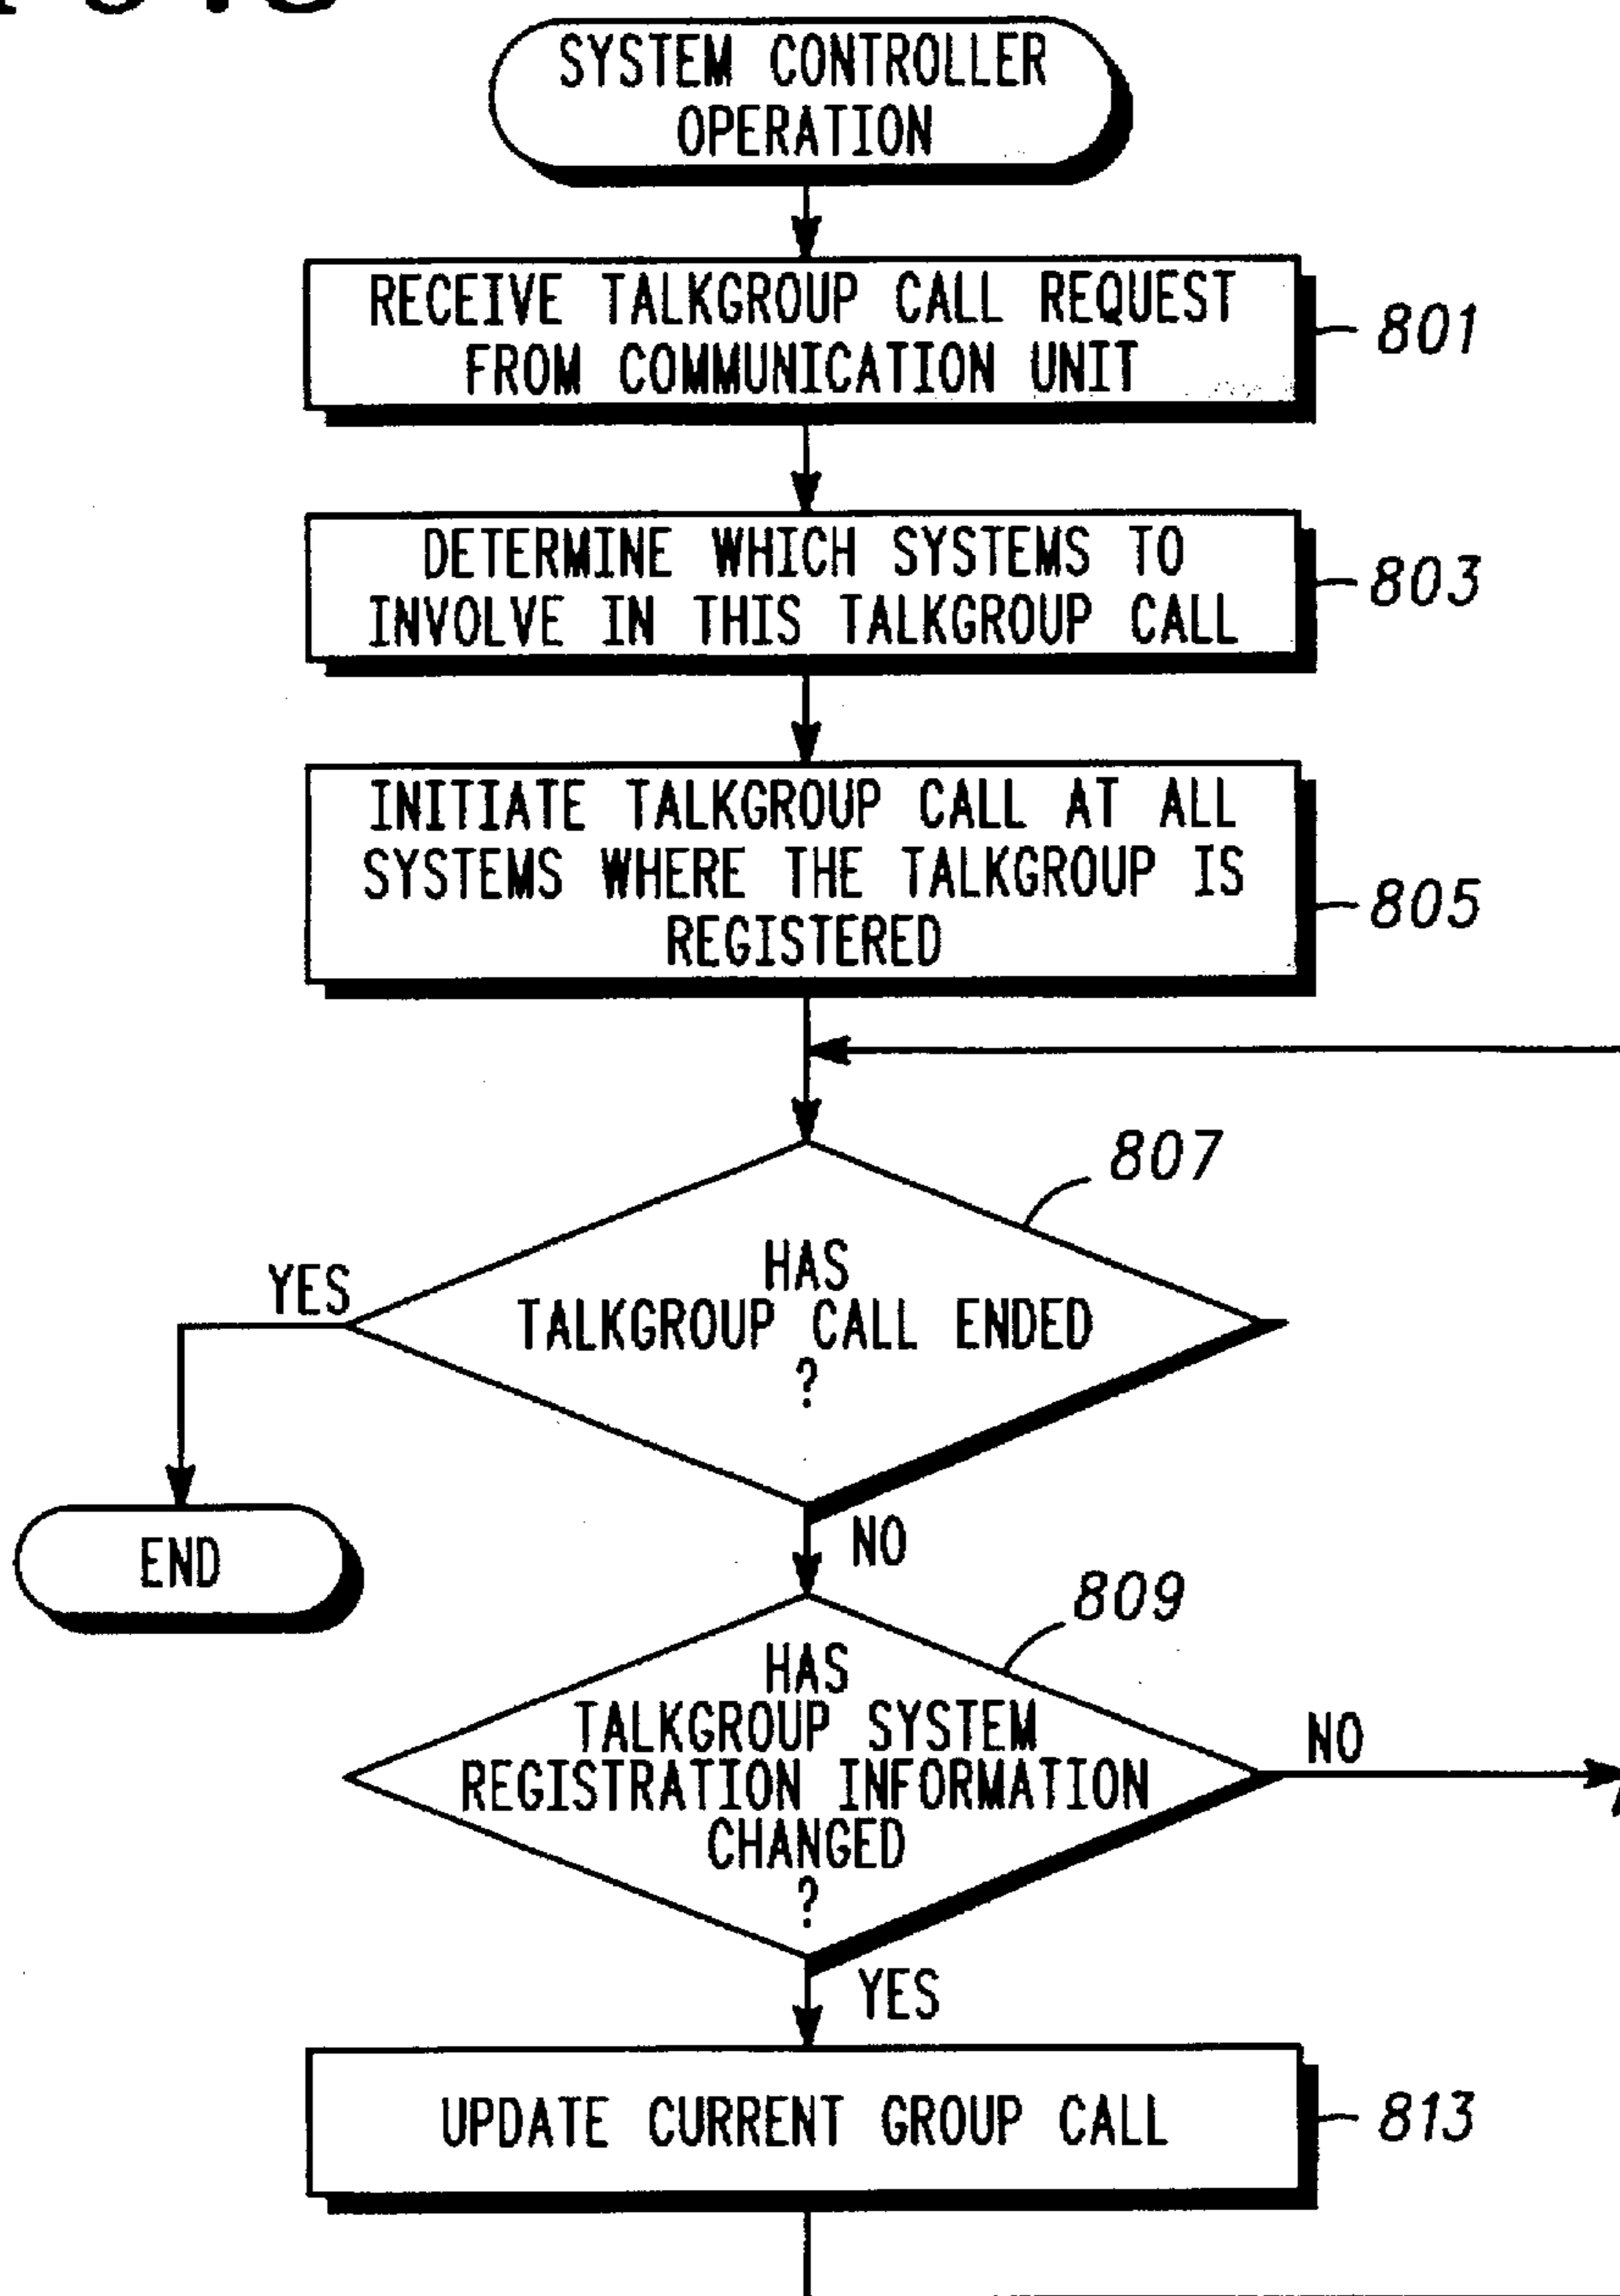 SYSTEM CONTROLLER
OPERATION
RECEIVE TALKGROUP CALL REQUEST
FROM COMMUNICATION UNIT
801
DETERMINE WHICH SYSTEMS TO
INVOLVE IN THIS TALKGROUP CALL
803
INITIATE TALKGROUP CALL AT ALL
SYSTEMS WHERE THE TALKGROUP IS
REGISTERED
805
807
HAS
TALKGROUP CALL ENDED
?
YES
END
NO
809
HAS
TALKGROUP SYSTEM
REGISTRATION INFORMATION
CHANGED
?
NO
YES
UPDATE CURRENT GROUP CALL
813